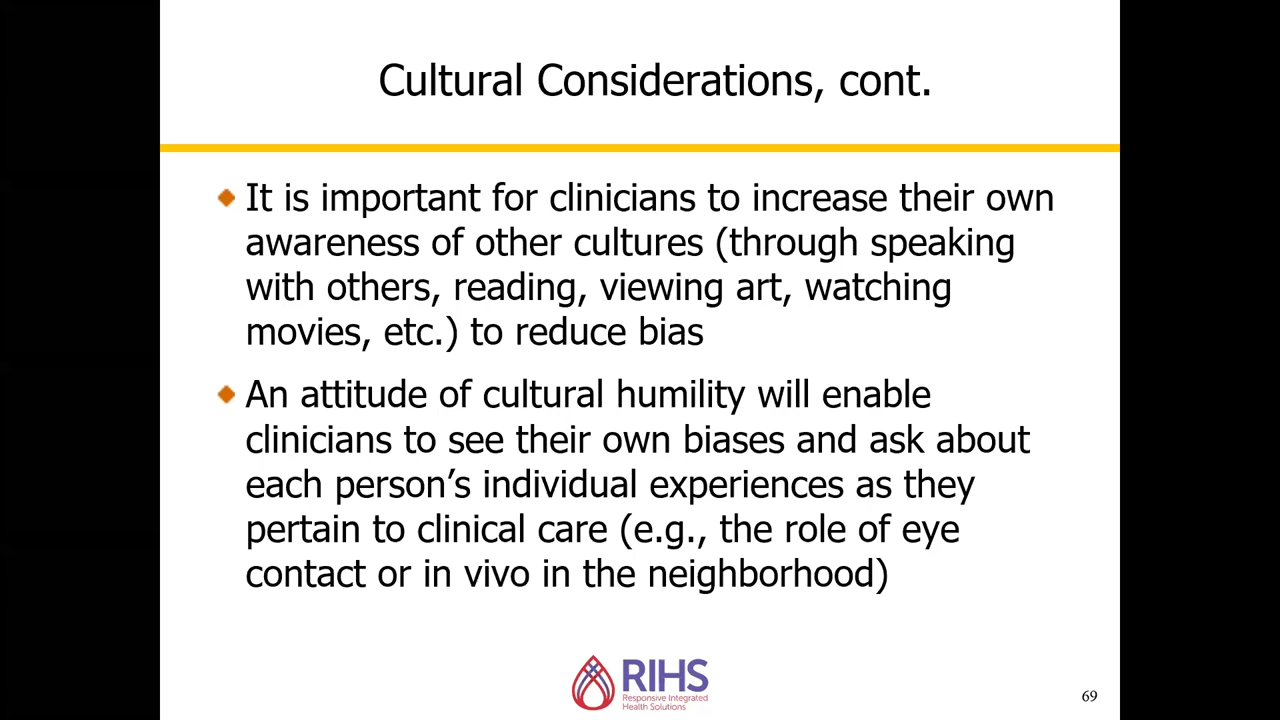 Cultural Considerations, cont.
It is important for clinicians to increase their own
awareness of other cultures (through speaking
with others, reading, viewing art, watching
movies, etc.) to reduce bias
An attitude of cultural humility will enable
clinicians to see their own biases and ask about
each person’s individual experiences as they
pertain to clinical care (e.g., the role of eye
contact or in vivo in the neighborhood)
RIHS
Responsive Integrated
Health Solutions
69